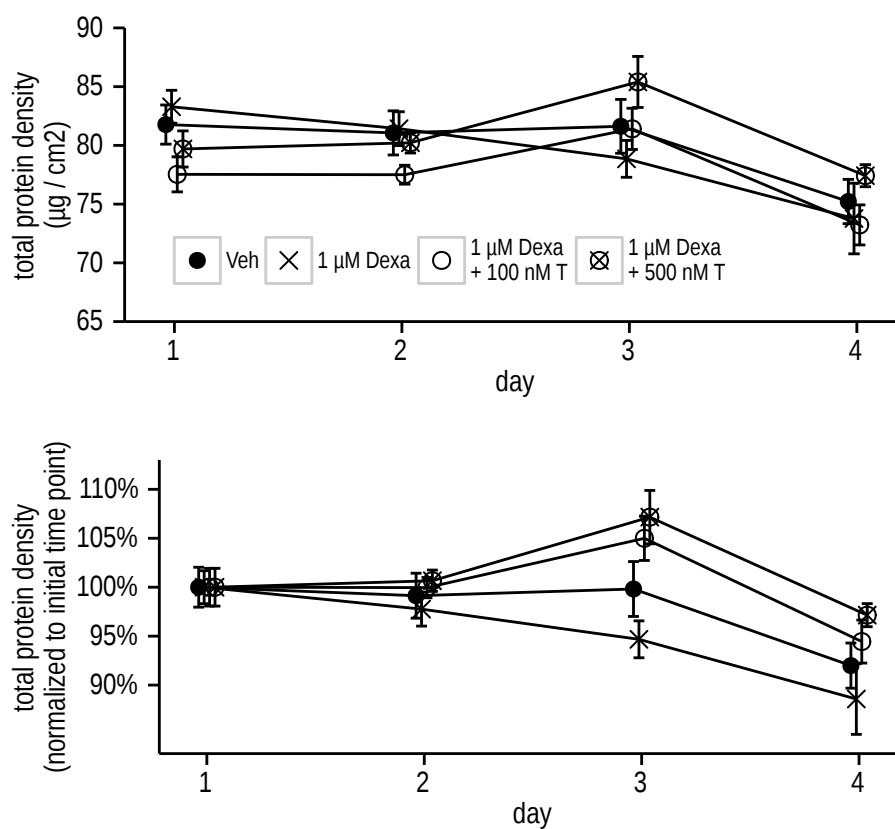 total protein density
(µg / cm2)
90
85
80
75
70
65
Veh
1 µM Dexa
1 µM Dexa
+ 100 nM T
1 µM Dexa
+ 500 nM T
1
2
3
4
day
total protein density
(normalized to initial time point)
110%
105%
100%
95%
90%
1
2
3
4
day